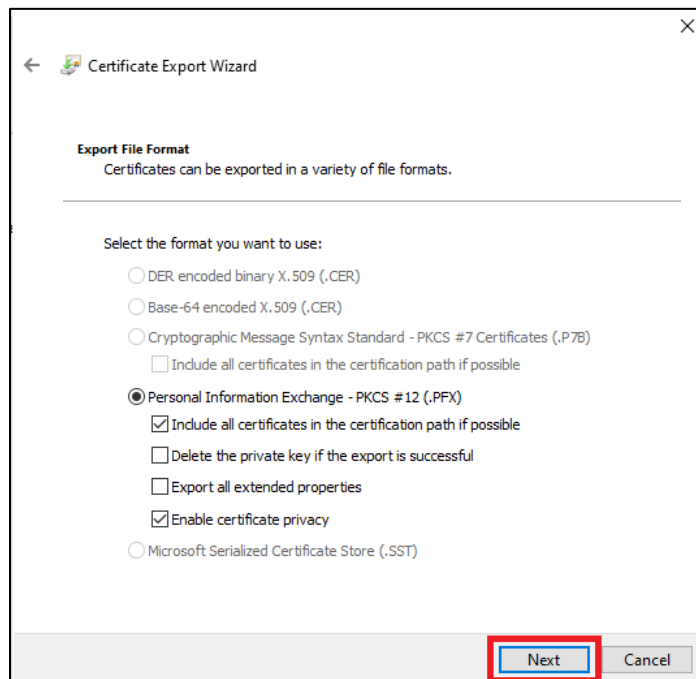 Certificate Export Wizard
Export File Format
Certificates can be exported in a variety of file formats.
Select the format you want to use:
DER encoded binary X.509 (.CER)
Base-64 encoded X.509 (.CER)
Cryptographic Message Syntax Standard - PKCS #7 Certificates (.P7B)
Include all certificates in the certification path if possible
Personal Information Exchange - PKCS #12 (.PFX)
Include all certificates in the certification path if possible
Delete the private key if the export is successful
Export all extended properties
Enable certificate privacy
Microsoft Serialized Certificate Store (.SST)
Next Cancel